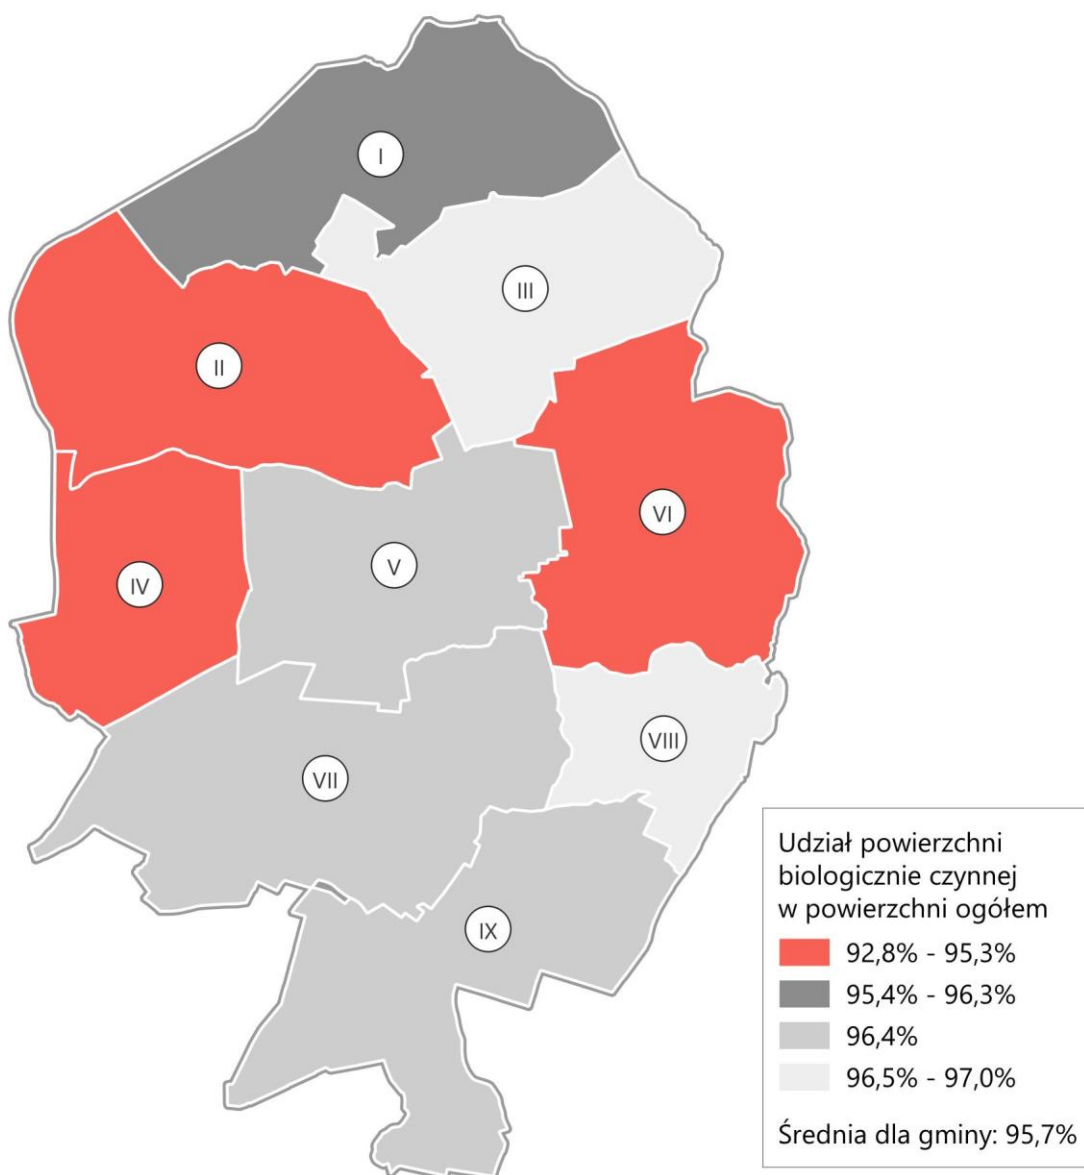 I
III
II
VI
V
IV
VIII
VII
IX
Udział powierzchni
biologicznie czynnej
w powierzchni ogółem
92,8% - 95,3%
95,4% - 96,3%
96,4%
96,5% - 97,0%
Średnia dla gminy: 95,7%